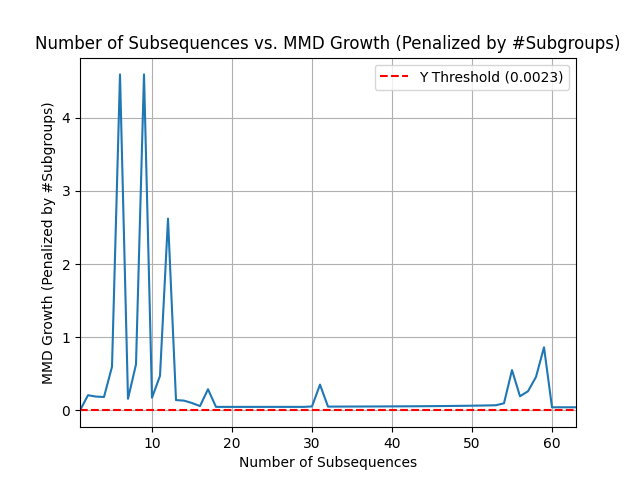 Number of Subsequences vs. MMD Growth (Penalized by #Subgroups)
Y Threshold (0.0023)
MMD Growth (Penalized by #Subgroups)
4
3
2
1
0
10 20 30 40 50 60
Number of Subsequences